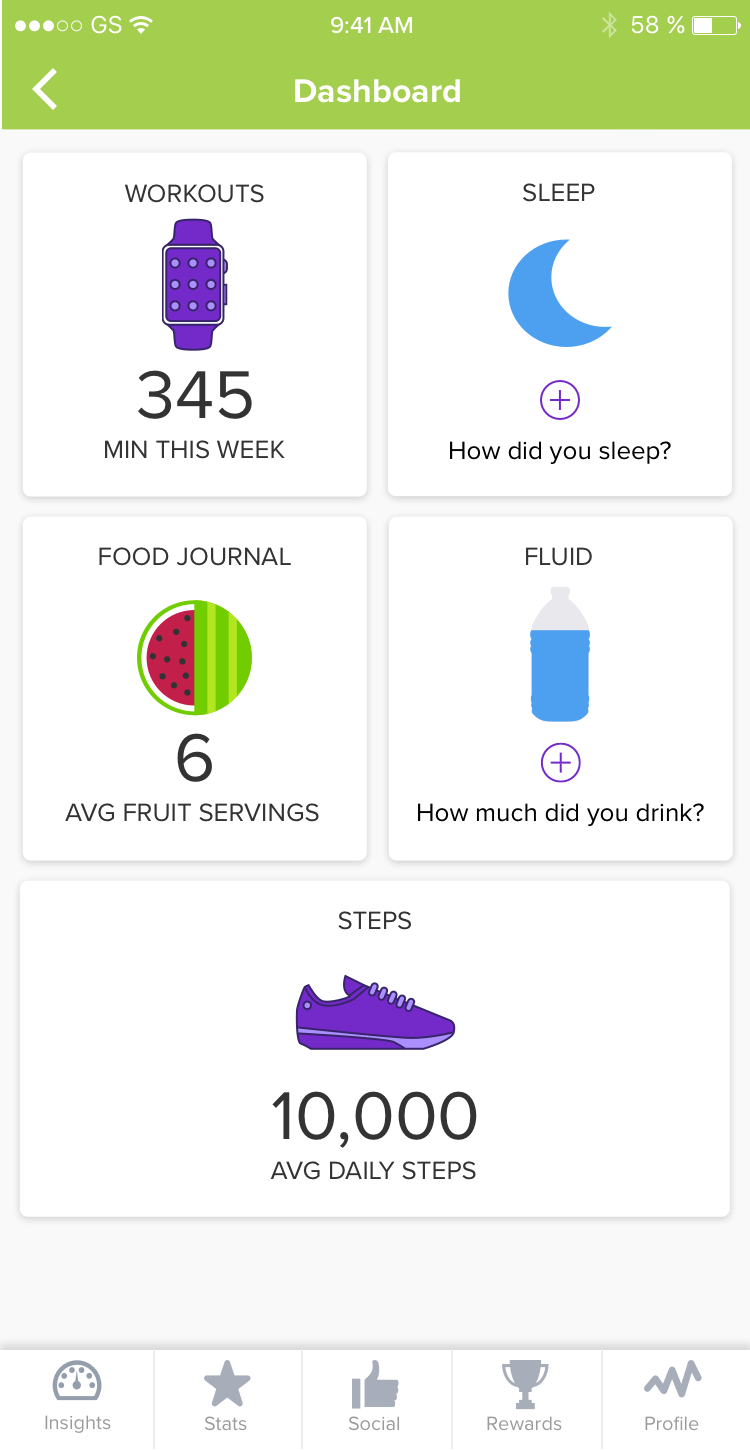 GS
9:41 AM
58 %
Dashboard
WORKOUTS
345
MIN THIS WEEK
SLEEP
How did you sleep?
FOOD JOURNAL
6
AVG FRUIT SERVINGS
FLUID
How much did you drink?
STEPS
10,000
AVG DAILY STEPS
Insights
Stats
Social
Rewards
Profile